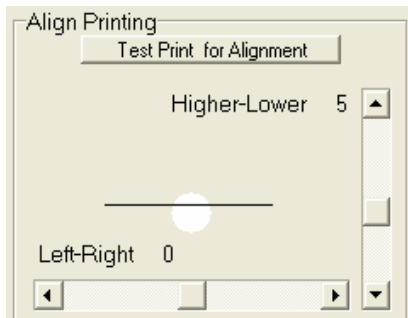 Align Printing
Test Print for Alignment
Higher-Lower 5
Left-Right 0